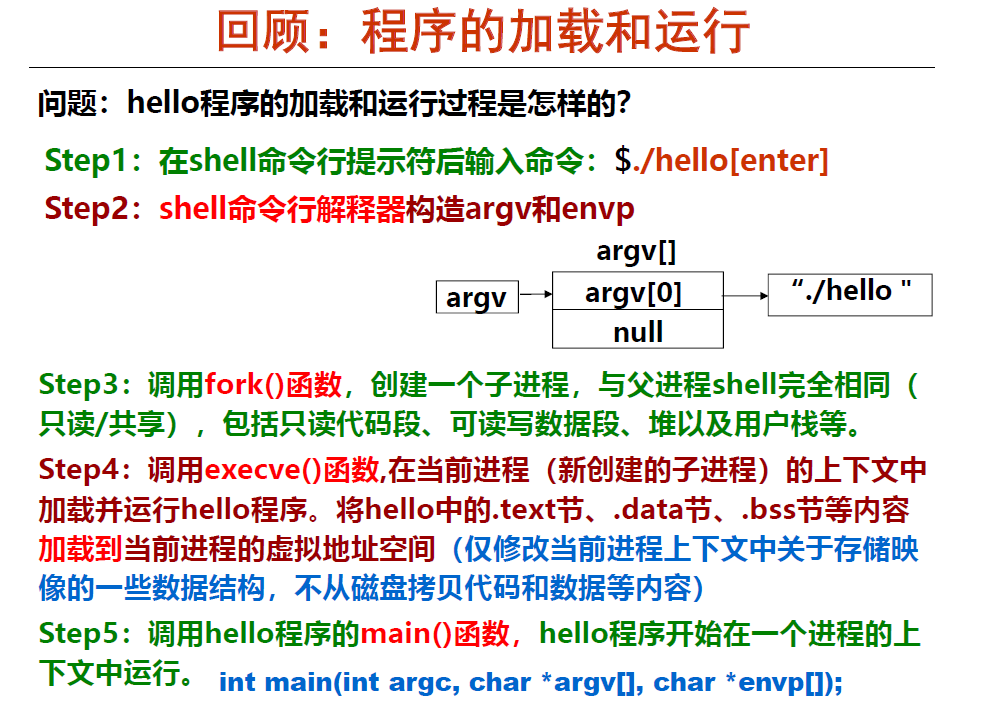 回顾：程序的加载和运行
问题：hello程序的加载和运行过程是怎样的？
Step1：在shell命令行提示符后输入命令：$./hello[enter]
Step2：shell命令行解释器构造argv和envp
argv[]
argv
argv[0]
“./hello "
null
Step3：调用fork()函数，创建一个子进程，与父进程shell完全相同（
只读/共享），包括只读代码段、可读写数据段、堆以及用户栈等。
Step4：调用execve()函数,在当前进程（新创建的子进程）的上下文中
加载并运行hello程序。将hello中的.text节、.data节、.bss节等内容
加载到当前进程的虚拟地址空间（仅修改当前进程上下文中关于存储映
像的一些数据结构，不从磁盘拷贝代码和数据等内容）
Step5：调用hello程序的main()函数，hello程序开始在一个进程的上
下文中运行。
int main(int argc, char *argv[], char *envp[]);